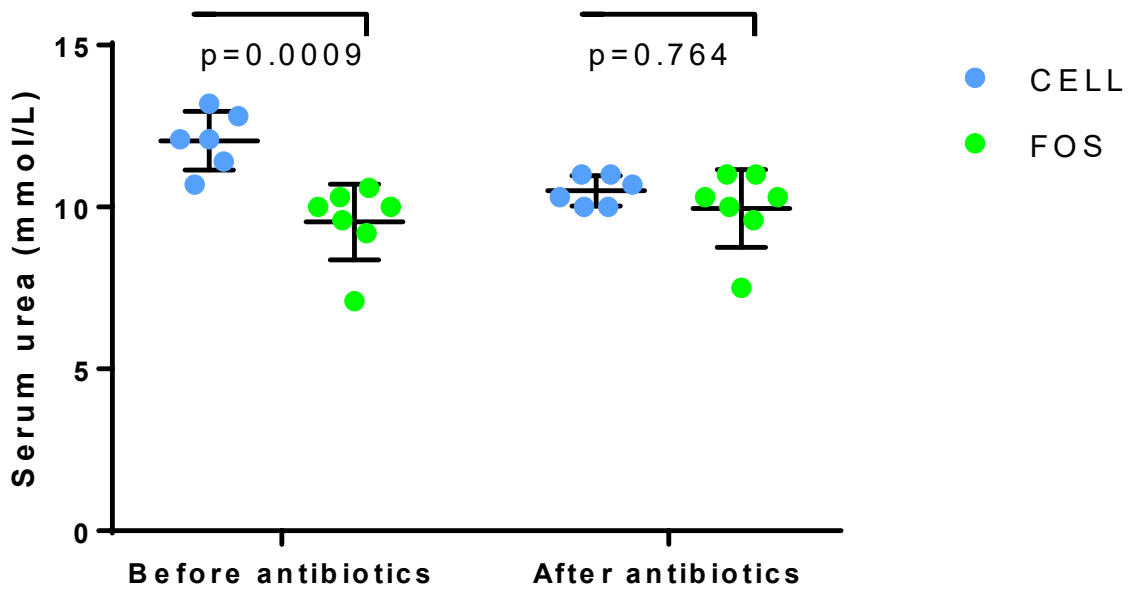 p=0.0009
p=0.764
15
10
5
0
Serum urea (mmol/L)
Before antibiotics
After antibiotics
CELL
FOS